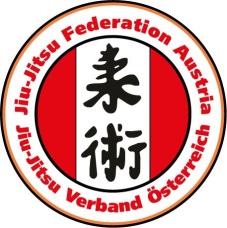 Jiu-Jitsu Federation Austria
柔術
Jiu-Jitsu Verband Österreich